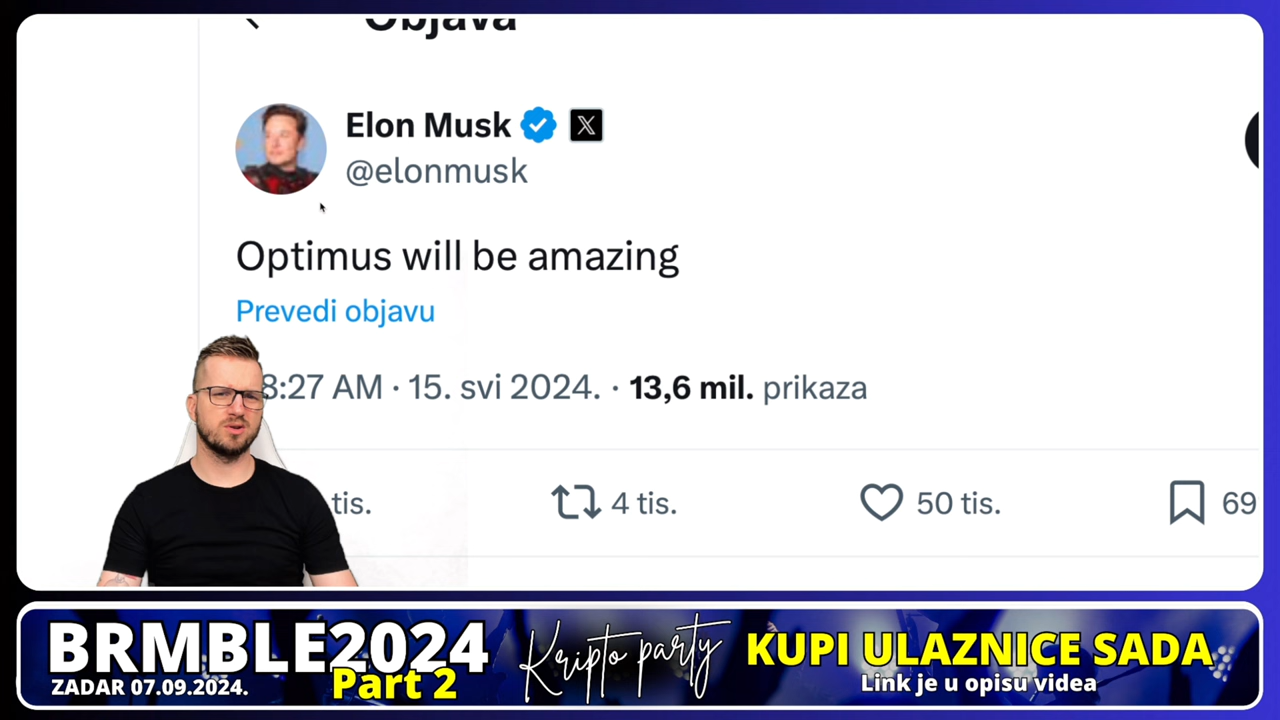 Objava
Elon Musk
@elonmusk
Optimus will be amazing
Prevedi objavu
8:27 AM · 15. svi 2024. · 13,6 mil. prikaza
tis.
4 tis.
50 tis.
69
BRMBLE2024
Part 2
ZADAR 07.09.2024.
Kripto party
KUPI ULAZNICE SADA
Link je u opisu videa